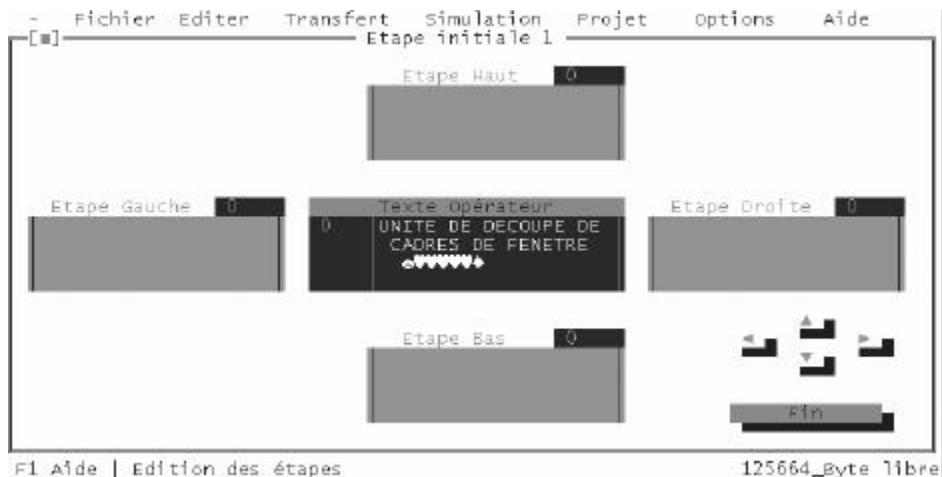 - Fichier Editer Transfert Simulation Projet Options Aide
[■] Etape initiale 1
Etape Haut 0
Etape Gauche 0
Texte Opérateur
Etape Droite 0
0 UNITE DE DECOUPE DE
CADRES DE FENETRE
Etape Bas 0
Fin
F1 Aide | Edition des étapes 125664_Byte libre